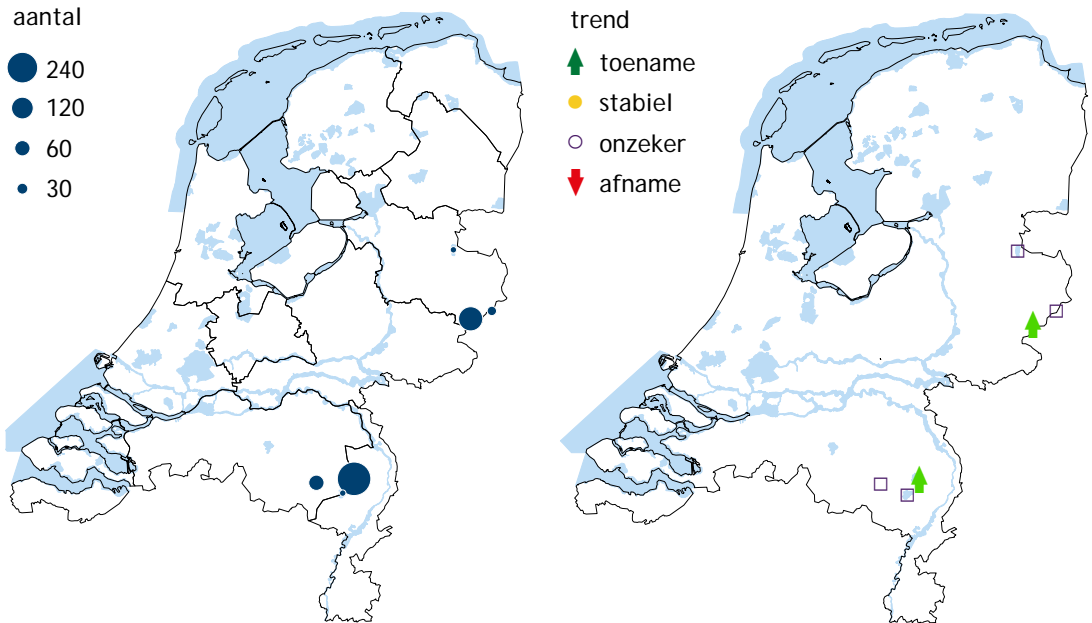 aantal
240
120
60
30
trend
toename
stabiel
onzeker
afname